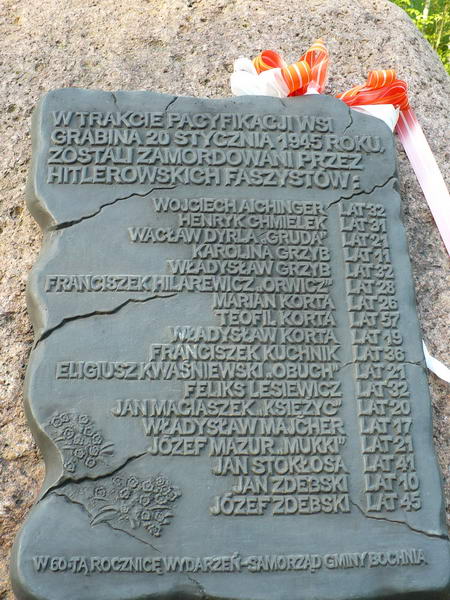 W TRAKCIE PACYFIKACJI WSI
GRABINA 20 STYCZNIA 1945 ROKU,
ZOSTALI ZAMORDOWANI PRZEZ
HITLEROWSKICH FASZYSTÓW:
WOJCIECH AICHINGER LAT 32
HENRYK CHMIELEK LAT 31
WACŁAW DYRLA „GRUDA” LAT 21
KAROLINA GRZYB LAT 11
WŁADYSŁAW GRZYB LAT 32
FRANCISZEK HILAREWICZ „ORWICZ” LAT 28
MARIAN KORTA LAT 26
TEOFIL KORTA LAT 57
WŁADYSŁAW KORTA LAT 19
FRANCISZEK KUCHNIK LAT 36
ELIGIUSZ KWAŚNIEWSKI „OBUCH” LAT 21
FELIKS LESIEWICZ LAT 32
JAN MACIASZEK „KSIĘŻYC” LAT 20
WŁADYSŁAW MAJCHER LAT 17
JÓZEF MAZUR „MUKKI” LAT 21
JAN STOKŁOSA LAT 41
JAN ZDEBSKI LAT 10
JÓZEF ZDEBSKI LAT 45
W 60-TĄ ROCZNICĘ WYDARZEŃ-SAMORZĄD GMINY BOCHNIA